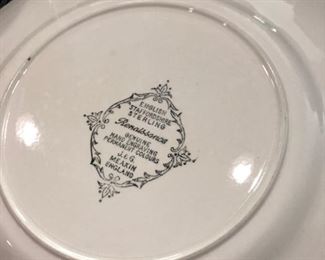 ENGLISH
STAFFORDSHIRE
STERLING
Renaissance
GENUINE
HAND ENGRAVING
PERMANENT COLOURS
J & G
MEAKIN
ENGLAND